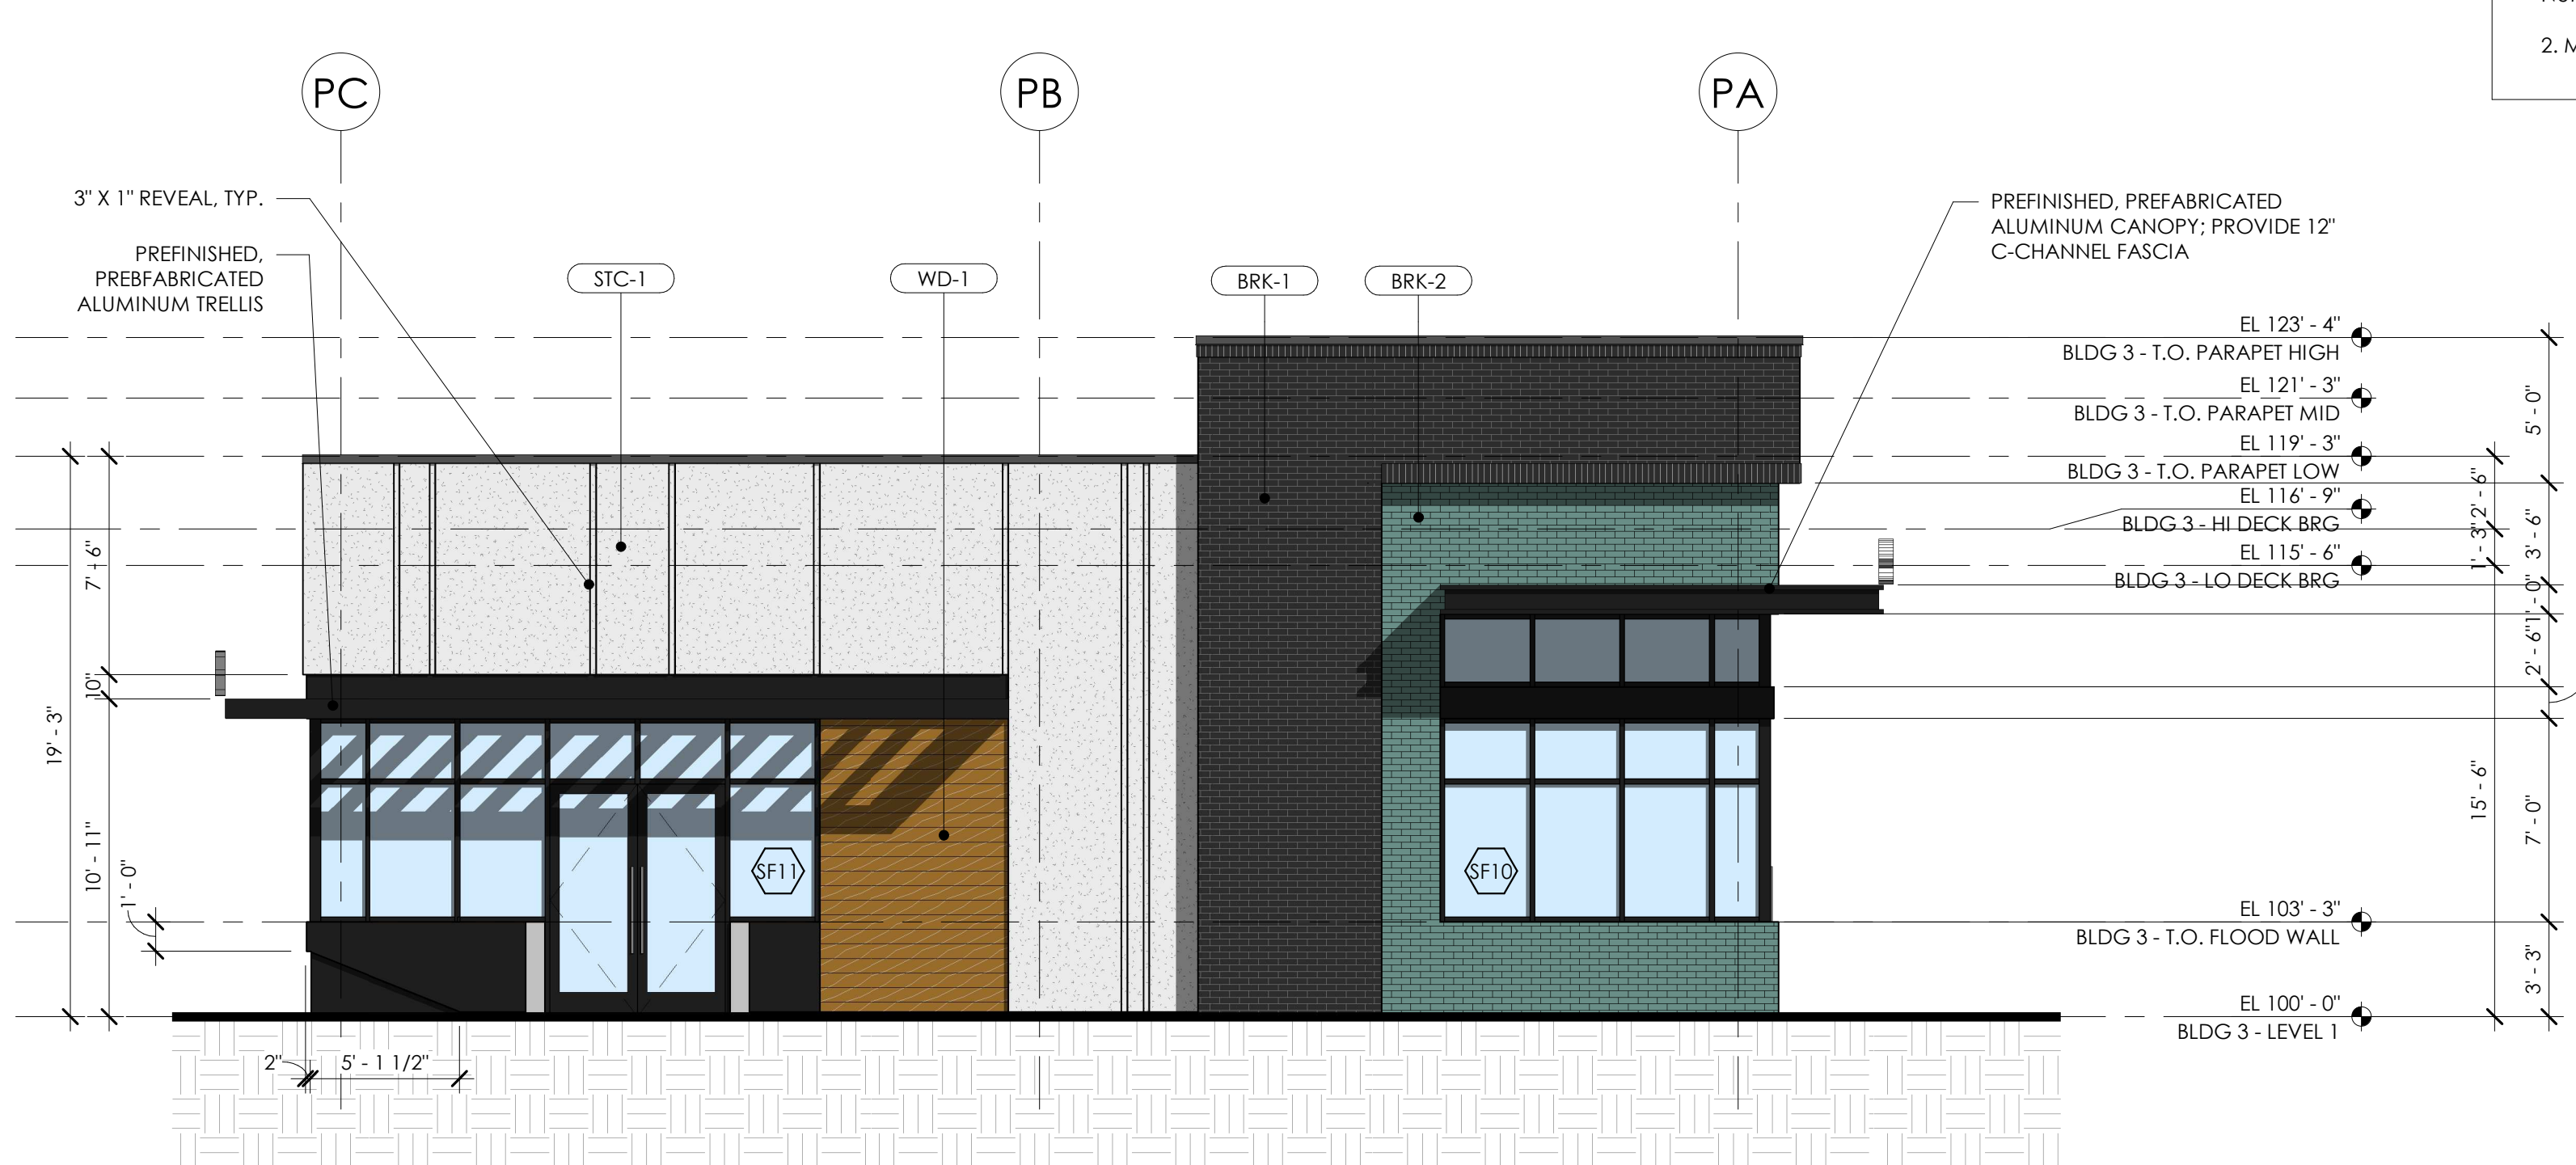 2. M
PC
PB
PA
3" X 1" REVEAL, TYP.
PREFINISHED,
PREBFABRICATED
ALUMINUM TRELLIS
STC-1
WD-1
BRK-1
BRK-2
PREFINISHED, PREFABRICATED
ALUMINUM CANOPY; PROVIDE 12"
C-CHANNEL FASCIA
EL 123' - 4"
BLDG 3 - T.O. PARAPET HIGH
EL 121' - 3"
BLDG 3 - T.O. PARAPET MID
EL 119' - 3"
BLDG 3 - T.O. PARAPET LOW
EL 116' - 9"
BLDG 3 - HI DECK BRG
EL 115' - 6"
BLDG 3 - LO DECK BRG
EL 103' - 3"
BLDG 3 - T.O. FLOOD WALL
EL 100' - 0"
BLDG 3 - LEVEL 1
19' - 3"
7' - 6"
10"
10' - 11"
1' - 0"
2"
5' - 1 1/2"
SF11
SF10
2' - 6"
1' - 3"
15' - 6"
5' - 0"
3' - 6"
1' - 0"
2' - 6"
7' - 0"
3' - 3"